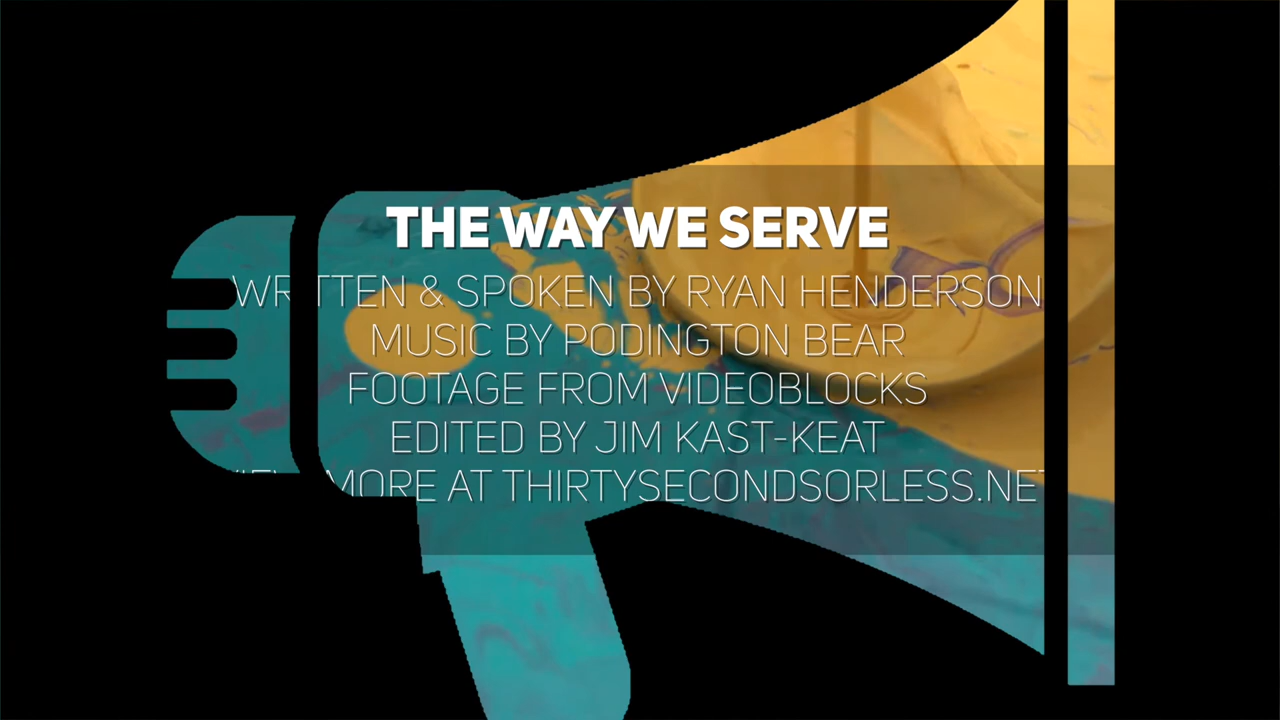 THE WAY WE SERVE
WRITTEN & SPOKEN BY RYAN HENDERSON
MUSIC BY PODINGTON BEAR
FOOTAGE FROM VIDEOBLOCKS
EDITED BY JIM KAST-KEAT
MORE AT THIRTYSECONDSORLESS.NET